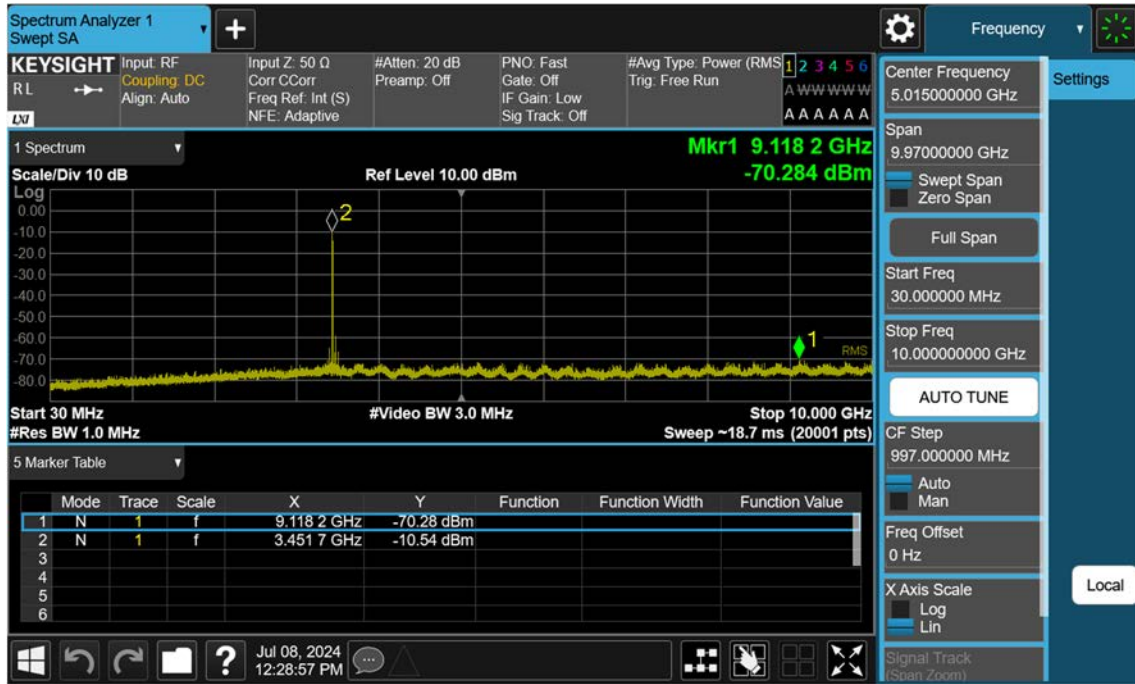 Spectrum Analyzer 1
Swept SA
+
Frequency
KEYSIGHT
RL
LXI
Input: RF
Coupling: DC
Align: Auto
Input Z: 50 Ω
Corr CCorr
Freq Ref: Int (S)
NFE: Adaptive
#Atten: 20 dB
Preamp: Off
PNO: Fast
Gate: Off
IF Gain: Low
Sig Track: Off
#Avg Type: Power (RMS
Trig: Free Run
1 2 3 4 5 6
A W W W W W
A A A A A A
1 Spectrum
Mkr1 9.118 2 GHz
-70.284 dBm
Scale/Div 10 dB
Ref Level 10.00 dBm
Log
0.00
-10.0
-20.0
-30.0
-40.0
-50.0
-60.0
-70.0
-80.0
2
1
RMS
Start 30 MHz
#Video BW 3.0 MHz
Stop 10.000 GHz
#Res BW 1.0 MHz
Sweep ~18.7 ms (20001 pts)
5 Marker Table
Mode Trace Scale X Y Function Function Width Function Value
1 N 1 f 9.118 2 GHz -70.28 dBm
2 N 1 f 3.451 7 GHz -10.54 dBm
3
4
5
6
Center Frequency
5.015000000 GHz
Settings
Span
9.97000000 GHz
Swept Span
Zero Span
Full Span
Start Freq
30.000000 MHz
Stop Freq
10.000000000 GHz
AUTO TUNE
CF Step
997.000000 MHz
Auto
Man
Freq Offset
0 Hz
X Axis Scale
Log
Lin
Signal Track
(Span Zoom)
Local
?
Jul 08, 2024
12:28:57 PM